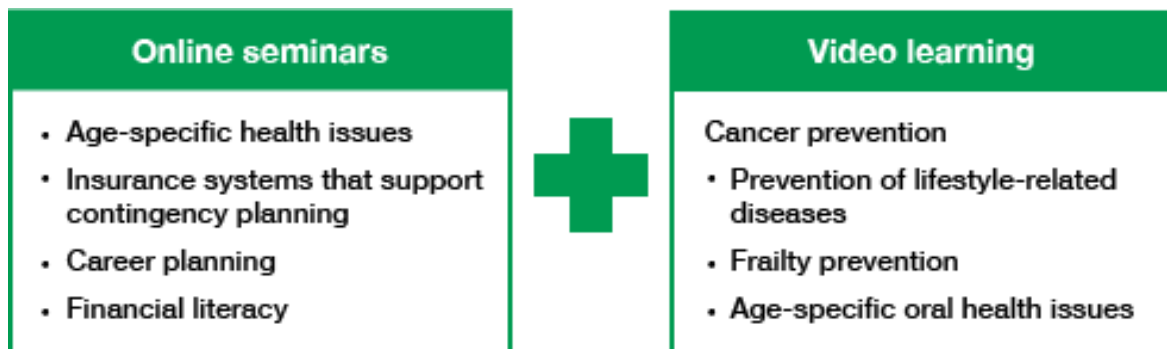 Online seminars
• Age-specific health issues
• Insurance systems that support
contingency planning
• Career planning
• Financial literacy
Video learning
Cancer prevention
• Prevention of lifestyle-related
diseases
• Frailty prevention
• Age-specific oral health issues